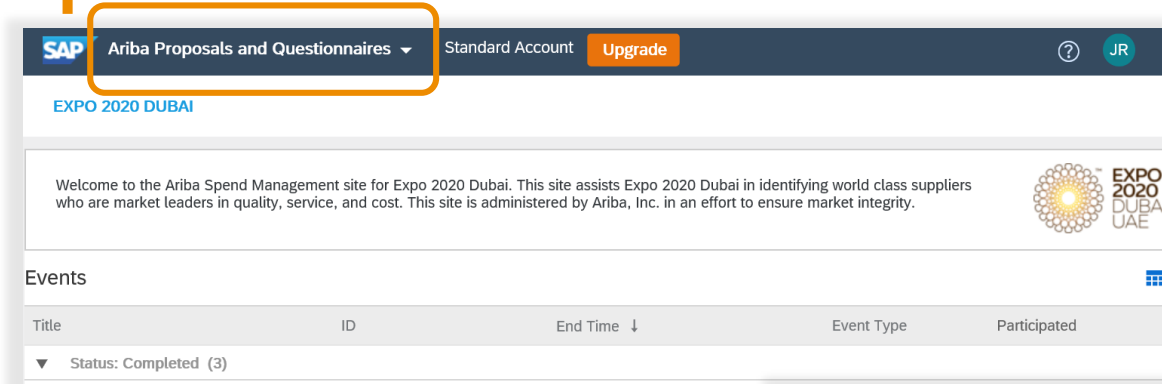 SAP Ariba Proposals and Questionnaires Standard Account Upgrade ? JR
EXPO 2020 DUBAI
Welcome to the Ariba Spend Management site for Expo 2020 Dubai. This site assists Expo 2020 Dubai in identifying world class suppliers
who are market leaders in quality, service, and cost. This site is administered by Ariba, Inc. in an effort to ensure market integrity.
EXPO
2020
DUBA
UAE
Events
Title ID End Time ↓ Event Type Participated
▼ Status: Completed (3)